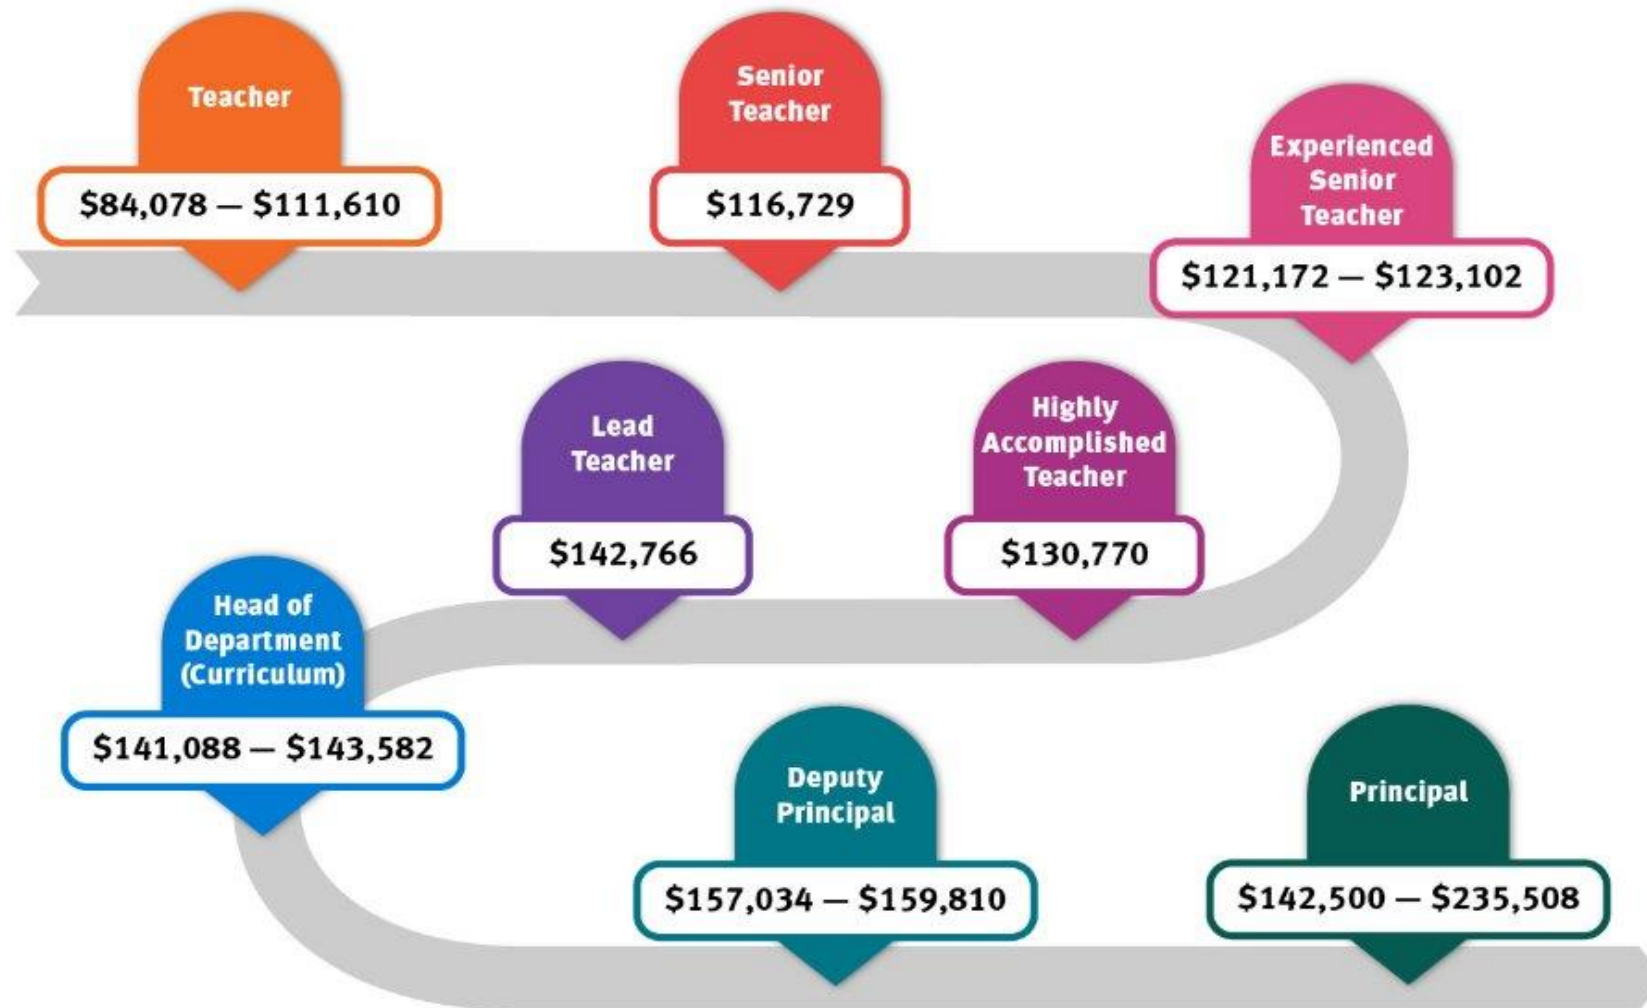 Teacher
$84,078 — $111,610
Senior
Teacher
$116,729
Experienced
Senior
Teacher
$121,172 — $123,102
Highly
Accomplished
Teacher
$130,770
Lead
Teacher
$142,766
Head of
Department
(Curriculum)
$141,088 — $143,582
Deputy
Principal
$157,034 — $159,810
Principal
$142,500 — $235,508